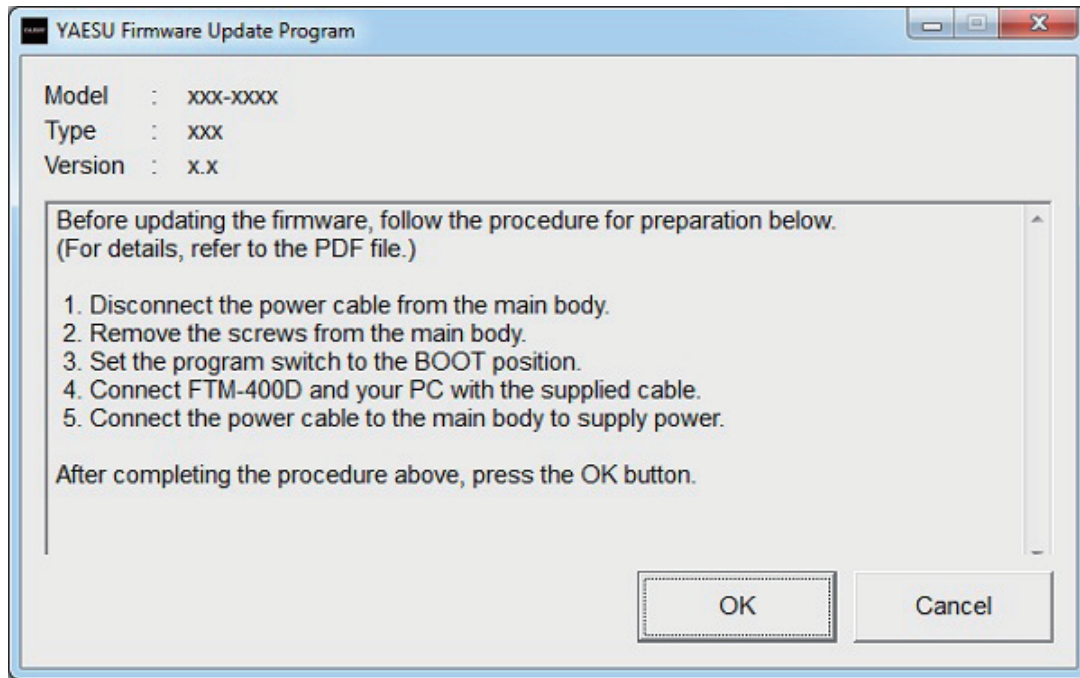 YAESU Firmware Update Program
Model : xxx-xxxx
Type : xxx
Version : x.x
Before updating the firmware, follow the procedure for preparation below.
(For details, refer to the PDF file.)
1. Disconnect the power cable from the main body.
2. Remove the screws from the main body.
3. Set the program switch to the BOOT position.
4. Connect FTM-400D and your PC with the supplied cable.
5. Connect the power cable to the main body to supply power.
After completing the procedure above, press the OK button.
OK Cancel